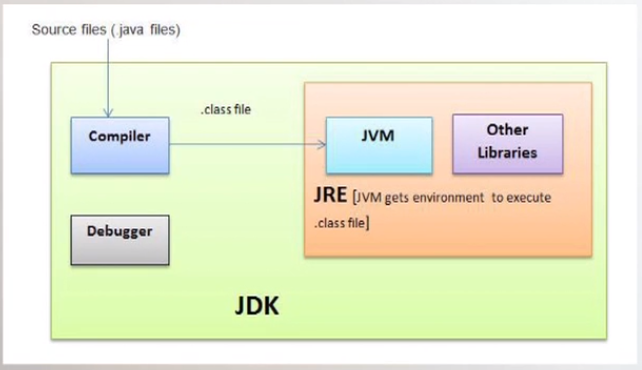 Source files (.java files)
.class file
Compiler
JVM
Other
Libraries
JRE [JVM gets environment to execute
.class file]
Debugger
JDK